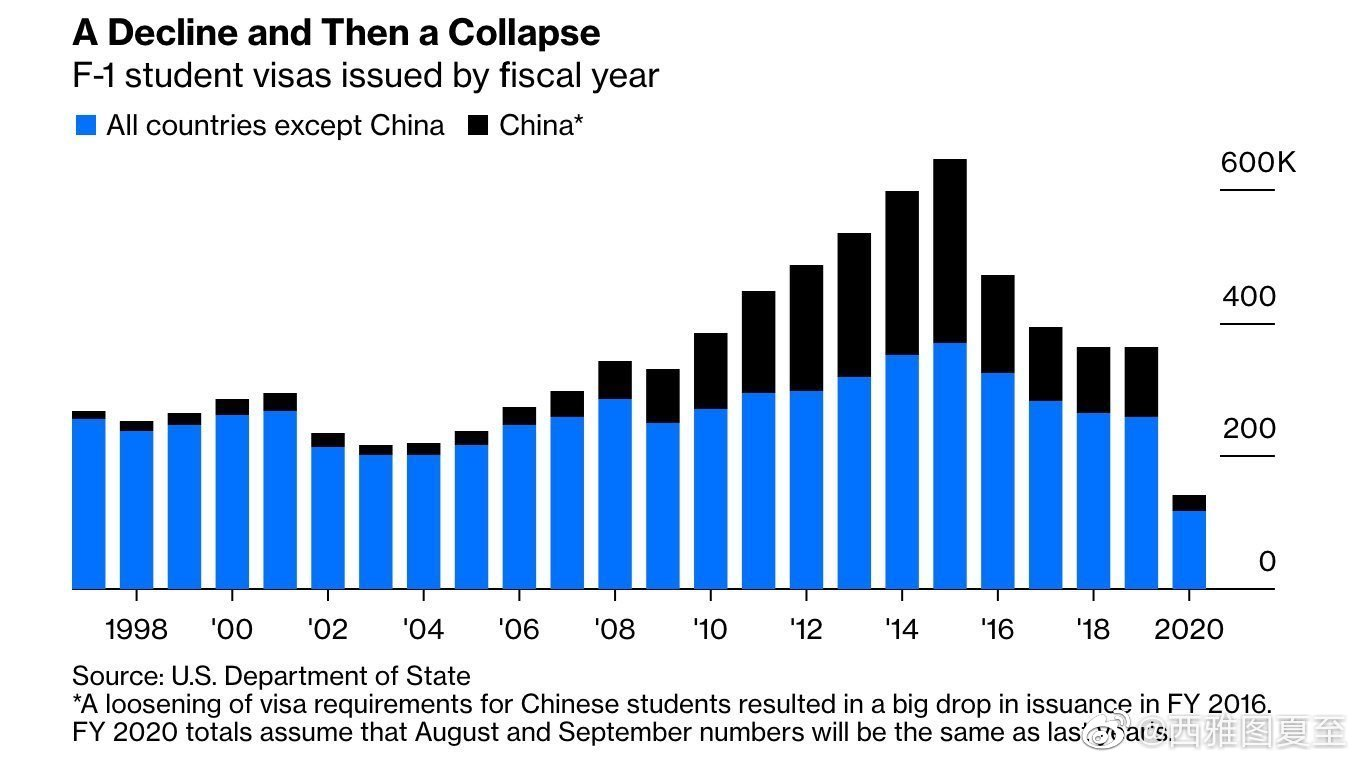 A Decline and Then a Collapse
F-1 student visas issued by fiscal year
All countries except China China*
600K
400
200
0
1998 '00 '02 '04 '06 '08 '10 '12 '14 '16 '18 2020
Source: U.S. Department of State
*A loosening of visa requirements for Chinese students resulted in a big drop in issuance in FY 2016.
FY 2020 totals assume that August and September numbers will be the same as last year's.
@西雅图夏至